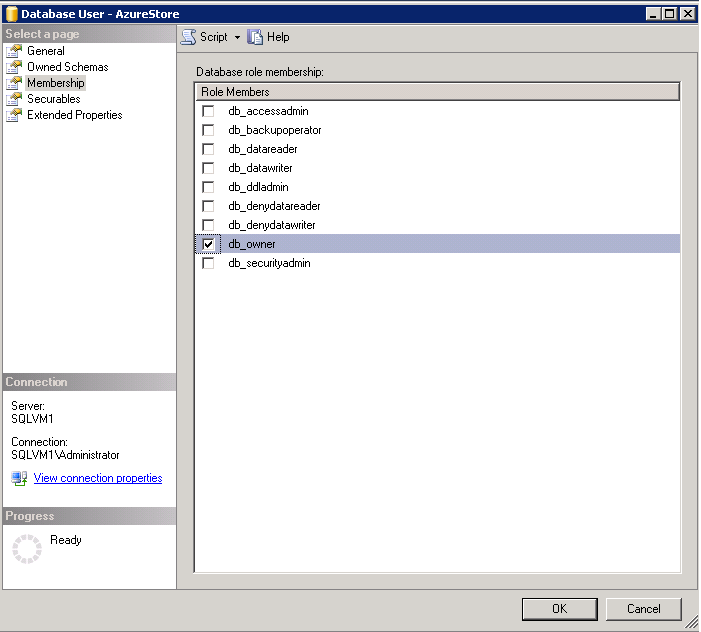 Database User - AzureStore
Select a page
General
Owned Schemas
Membership
Securables
Extended Properties
Script
Help
Database role membership:
Role Members
db_accessadmin
db_backupoperator
db_datareader
db_datawriter
db_ddladmin
db_denydatareader
db_denydatawriter
db_owner
db_securityadmin
Connection
Server:
SQLVM1
Connection:
SQLVM1\Administrator
View connection properties
Progress
Ready
OK
Cancel